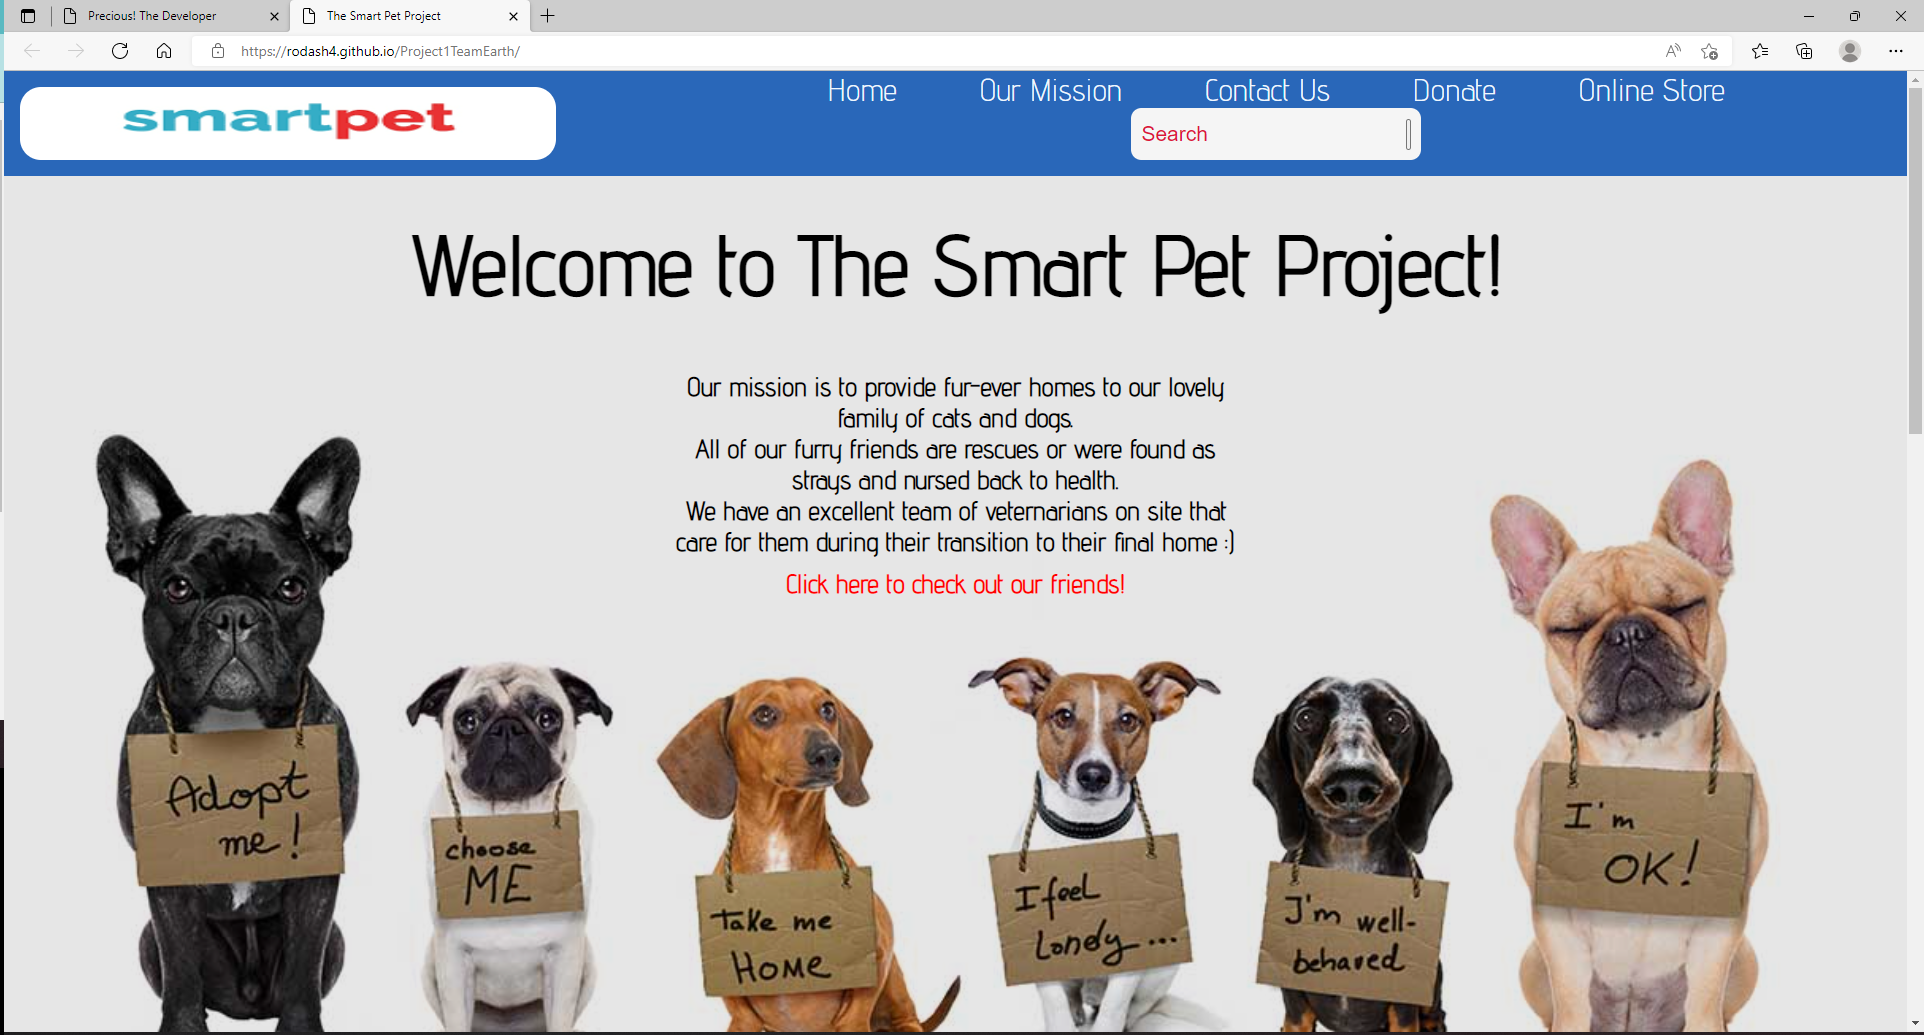 Precious! The Developer
The Smart Pet Project
https://rodash4.github.io/Project1TeamEarth/
smartpet
Home Our Mission Contact Us Donate Online Store
Search
Welcome to The Smart Pet Project!
Our mission is to provide fur-ever homes to our lovely
family of cats and dogs.
All of our furry friends are rescues or were found as
strays and nursed back to health.
We have an excellent team of veternarians on site that
care for them during their transition to their final home :)
Click here to check out our friends!
Adopt
me!
choose
ME
Take me
HOME
I feel
Lonely...
I'm well-
behaved
I'm
OK!